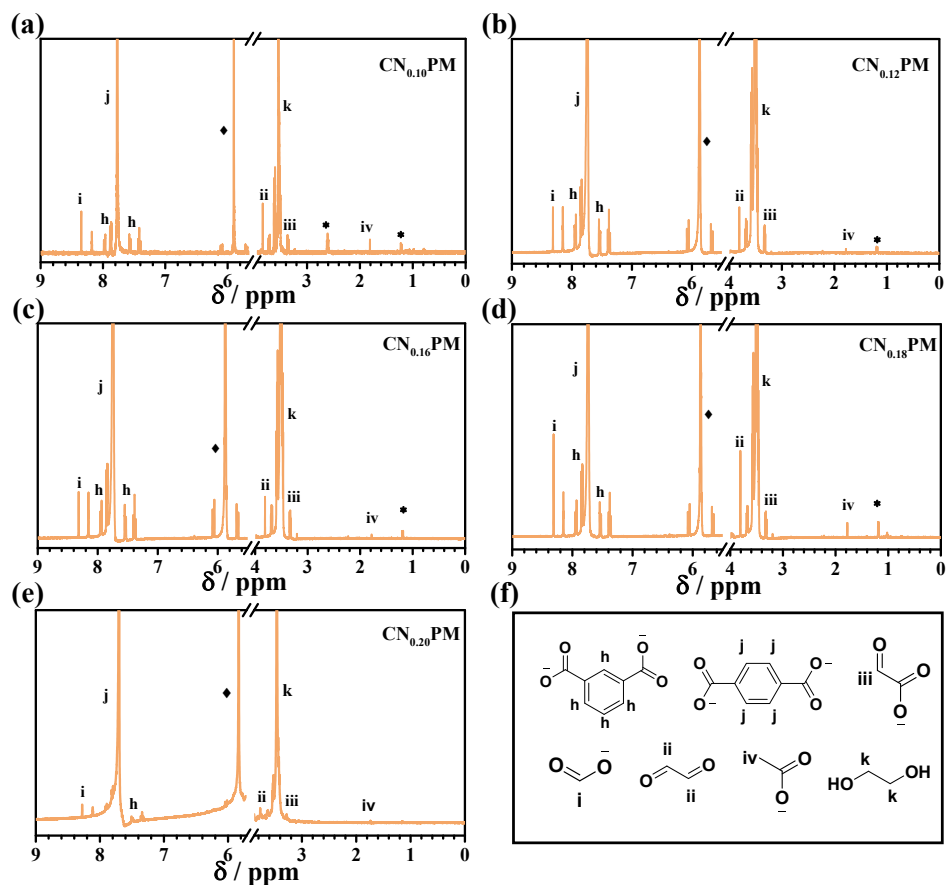 (a)
CN0.10PM
j
k
♦
i
h
h
ii
iii
*
iv
*
9 8 7 6 4 3 2 1 0
δ / ppm
(b)
CN0.12PM
j
k
♦
i
h
h
ii
iii
iv
*
9 8 7 6 4 3 2 1 0
δ / ppm
(c)
CN0.16PM
j
k
♦
i
h
h
ii
iii
iv
*
9 8 7 6 4 3 2 1 0
δ / ppm
(d)
CN0.18PM
j
k
♦
i
h
h
ii
iii
iv
*
9 8 7 6 4 3 2 1 0
δ / ppm
(e)
CN0.20PM
j
k
♦
i
h
ii
iii
iv
9 8 7 6 3 2 1 0
δ / ppm
(f)
O O−
−O O
h
h h
h
j j
O O−
O− O
j j
O
iii O
O−
O O−
i
ii
O O
ii
iv O
O−
k OH
HO k